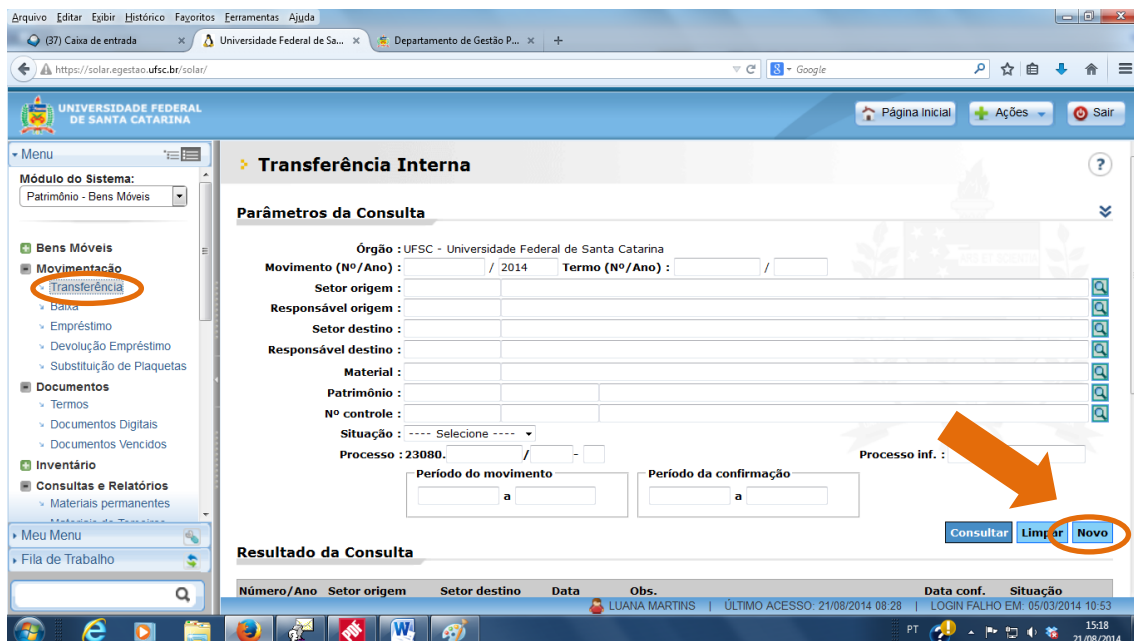 Arquivo Editar Exibir Histórico Favoritos Ferramentas Ajuda
(37) Caixa de entrada × Universidade Federal de Sa... × Departamento de Gestão P... × +
https://solar.egestao.ufsc.br/solar/ Google
UNIVERSIDADE FEDERAL
DE SANTA CATARINA
Página Inicial Ações Sair
Menu
Módulo do Sistema:
Patrimônio - Bens Móveis
Bens Móveis
Movimentação
Transferência
Baixa
Empréstimo
Devolução Empréstimo
Substituição de Plaquetas
Documentos
Termos
Documentos Digitais
Documentos Vencidos
Inventário
Consultas e Relatórios
Materiais permanentes
Meu Menu
Fila de Trabalho
Transferência Interna ?
Parâmetros da Consulta
Órgão : UFSC - Universidade Federal de Santa Catarina
Movimento (Nº/Ano) : / 2014 Termo (Nº/Ano) : /
Setor origem :
Responsável origem :
Setor destino :
Responsável destino :
Material :
Patrimônio :
Nº controle :
Situação : ---- Selecione ----
Processo : 23080. / - Processo inf. :
Período do movimento Período da confirmação
a a
Consultar Limpar Novo
Resultado da Consulta
Número/Ano Setor origem Setor destino Data Obs. Data conf. Situação
LUANA MARTINS | ÚLTIMO ACESSO: 21/08/2014 08:28 | LOGIN FALHO EM: 05/03/2014 10:53
PT 15:18
21/08/2014